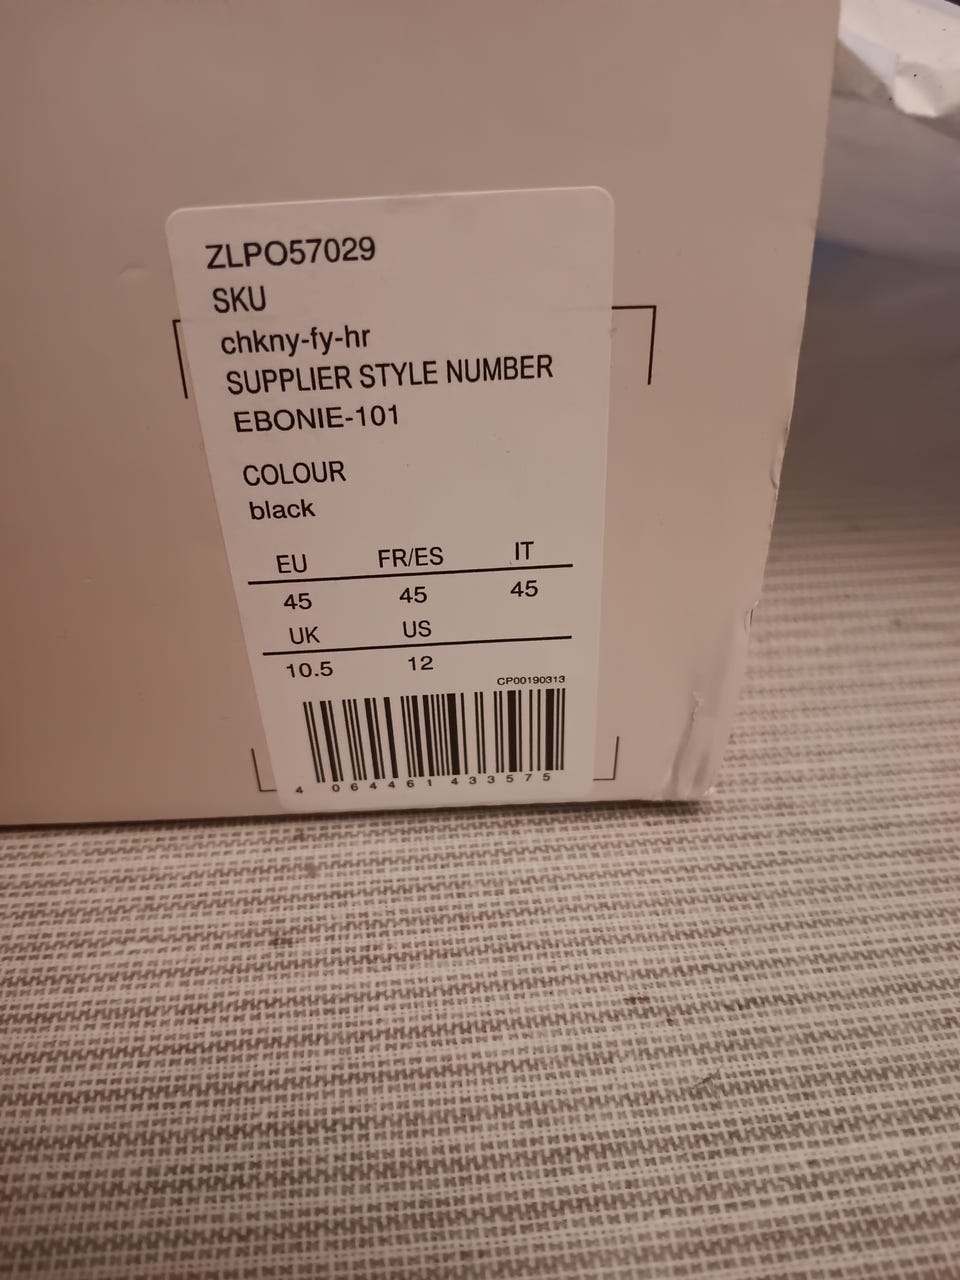 ZLPO57029
SKU
chkny-fy-hr
SUPPLIER STYLE NUMBER
EBONIE-101
COLOUR
black
EU FR/ES IT
45 45 45
UK US
10.5 12
CP00190313
4 064461 433575